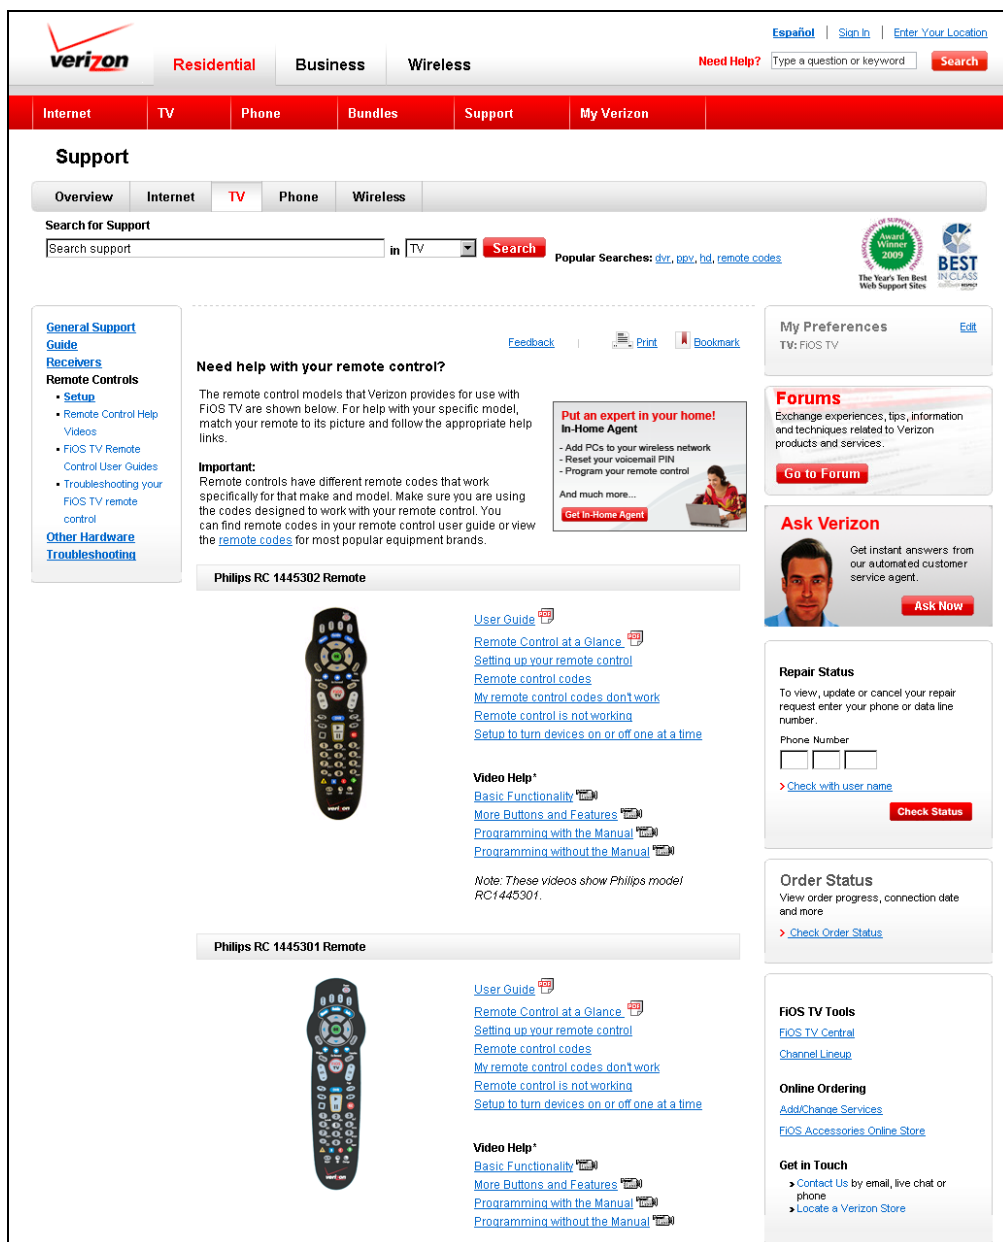 Español | Sign In | Enter Your Location
verizon
Residential
Business
Wireless
Need Help?
Type a question or keyword
Search
Internet
TV
Phone
Bundles
Support
My Verizon
Support
Overview
Internet
TV
Phone
Wireless
Search for Support
Search support
in
TV
Search
Popular Searches: dvr, ppv, hd, remote codes
Award
Winner
2009
The Year's Ten Best
Web Support Sites
BEST
IN CLASS
General Support
Guide
Receivers
Remote Controls
Setup
Remote Control Help
Videos
FiOS TV Remote
Control User Guides
Troubleshooting your
FiOS TV remote
control
Other Hardware
Troubleshooting
Feedback
Print
Bookmark
Need help with your remote control?
The remote control models that Verizon provides for use with
FiOS TV are shown below. For help with your specific model,
match your remote to its picture and follow the appropriate help
links.
Important:
Remote controls have different remote codes that work
specifically for that make and model. Make sure you are using
the codes designed to work with your remote control. You
can find remote codes in your remote control user guide or view
the remote codes for most popular equipment brands.
Put an expert in your home!
In-Home Agent
- Add PCs to your wireless network
- Reset your voicemail PIN
- Program your remote control
And much more...
Get In-Home Agent
Philips RC 1445302 Remote
verizon
User Guide
Remote Control at a Glance
Setting up your remote control
Remote control codes
My remote control codes don't work
Remote control is not working
Setup to turn devices on or off one at a time
Video Help*
Basic Functionality
More Buttons and Features
Programming with the Manual
Programming without the Manual
Note: These videos show Philips model
RC1445301.
Philips RC 1445301 Remote
verizon
User Guide
Remote Control at a Glance
Setting up your remote control
Remote control codes
My remote control codes don't work
Remote control is not working
Setup to turn devices on or off one at a time
Video Help*
Basic Functionality
More Buttons and Features
Programming with the Manual
Programming without the Manual
My Preferences
Edit
TV: FiOS TV
Forums
Exchange experiences, tips, information
and techniques related to Verizon
products and services.
Go to Forum
Ask Verizon
Get instant answers from
our automated customer
service agent.
Ask Now
Repair Status
To view, update or cancel your repair
request enter your phone or data line
number.
Phone Number
Check with user name
Check Status
Order Status
View order progress, connection date
and more
Check Order Status
FiOS TV Tools
FiOS TV Central
Channel Lineup
Online Ordering
Add/Change Services
FiOS Accessories Online Store
Get in Touch
Contact Us by email, live chat or
phone
Locate a Verizon Store